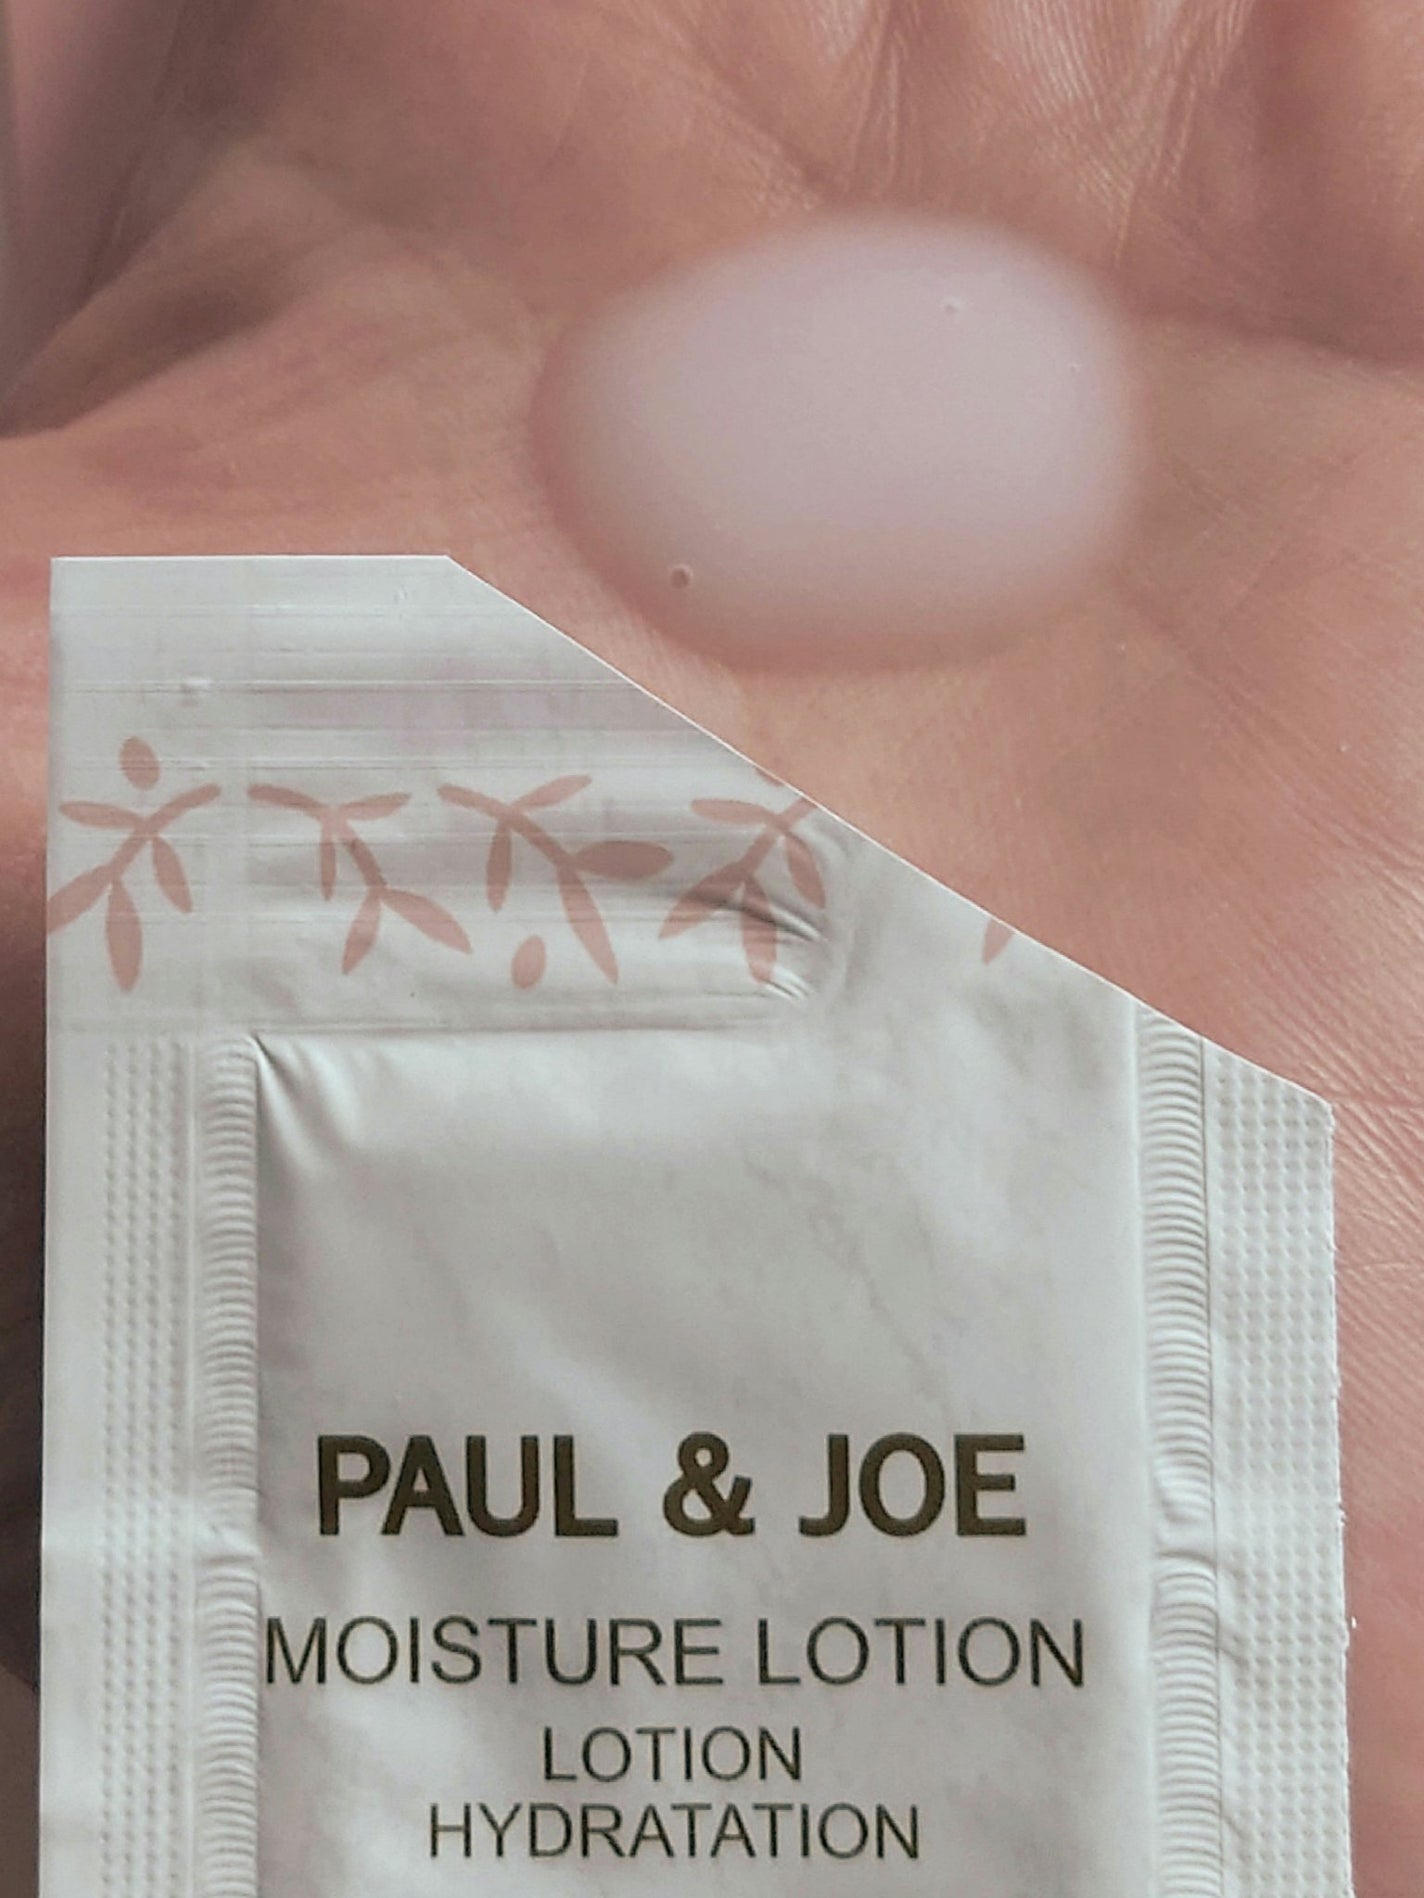 PAUL & JOE
MOISTURE LOTION
LOTION
HYDRATATION